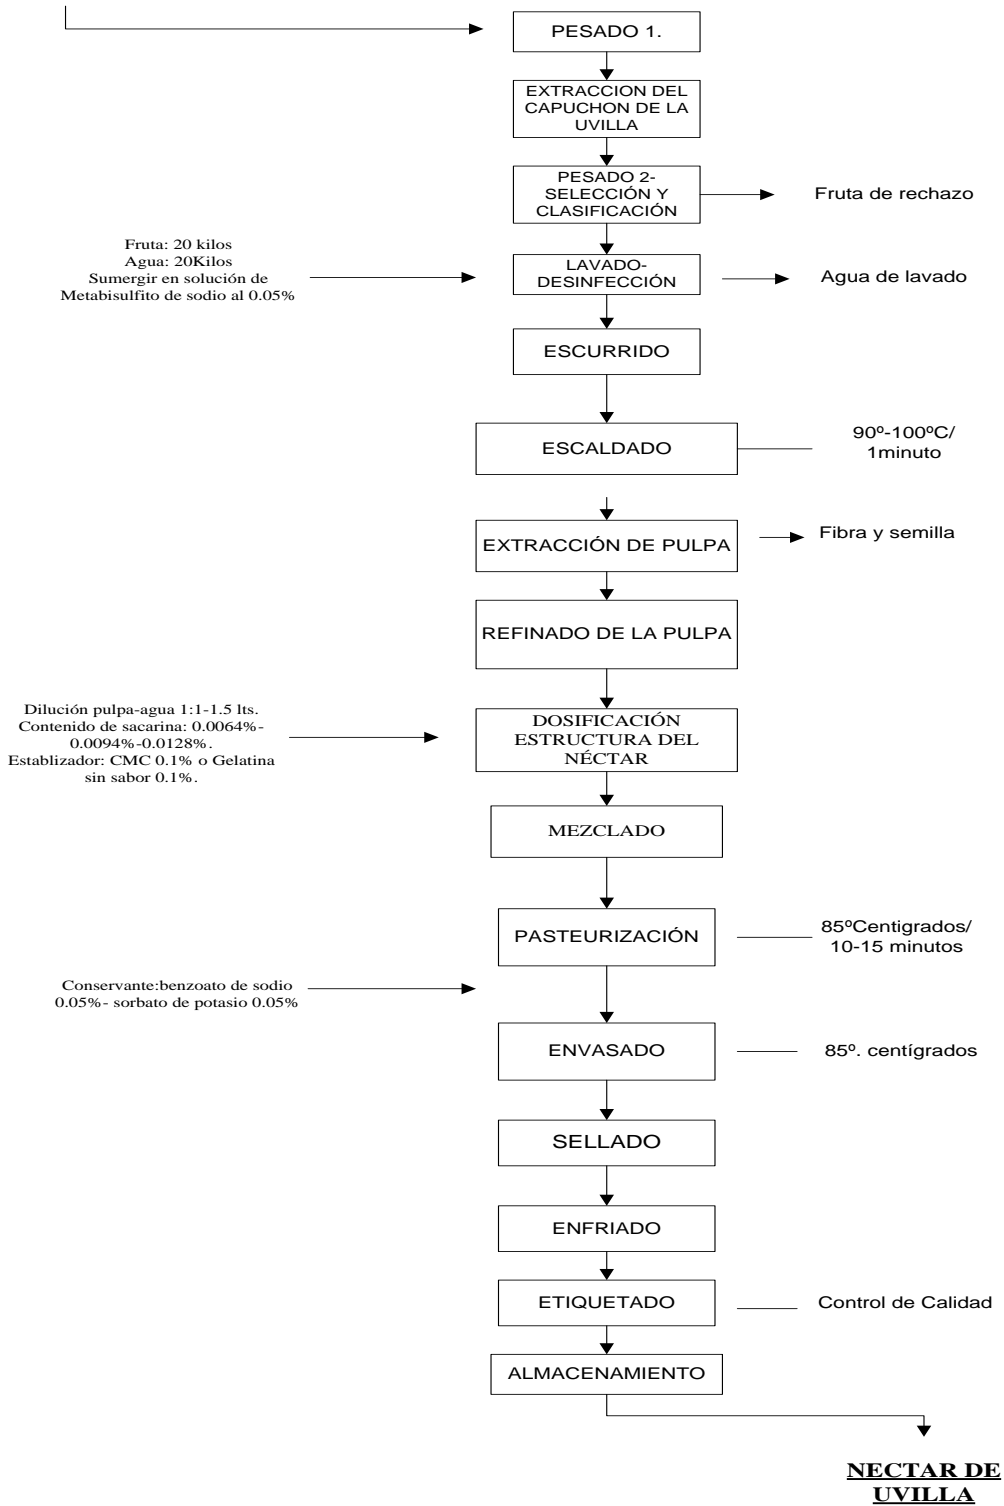 PESADO 1.
EXTRACCION DEL
CAPUCHON DE LA
UVILLA
PESADO 2-
SELECCIÓN Y
CLASIFICACIÓN
Fruta de rechazo
Fruta: 20 kilos
Agua: 20Kilos
Sumergir en solución de
Metabisulfito de sodio al 0.05%
LAVADO-
DESINFECCIÓN
Agua de lavado
ESCURRIDO
ESCALDADO
90º-100ºC/
1minuto
EXTRACCIÓN DE PULPA
Fibra y semilla
REFINADO DE LA PULPA
Dilución pulpa-agua 1:1-1.5 lts.
Contenido de sacarina: 0.0064%-
0.0094%-0.0128%.
Establizador: CMC 0.1% o Gelatina
sin sabor 0.1%.
DOSIFICACIÓN
ESTRUCTURA DEL
NÉCTAR
MEZCLADO
PASTEURIZACIÓN
85ºCentigrados/
10-15 minutos
Conservante:benzoato de sodio
0.05%- sorbato de potasio 0.05%
ENVASADO
85º. centígrados
SELLADO
ENFRIADO
ETIQUETADO
Control de Calidad
ALMACENAMIENTO
NECTAR DE
UVILLA